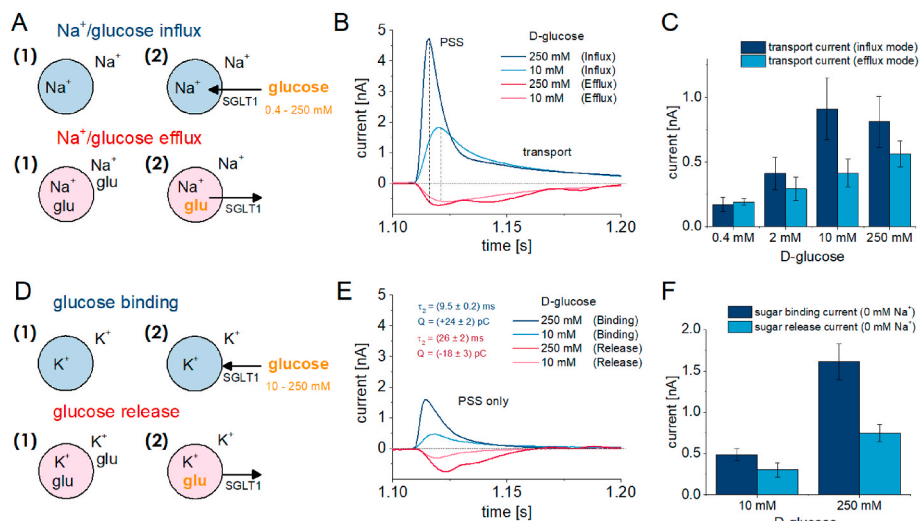 A
Na⁺/glucose influx
(1)
Na⁺
Na⁺
(2)
Na⁺
Na⁺
SGLT1
glucose
0.4 - 250 mM
Na⁺/glucose efflux
(1)
Na⁺
glu
Na⁺
glu
(2)
Na⁺
Na⁺
glu
SGLT1
B
5
4
3
2
1
0
-1
current [nA]
PSS
D-glucose
250 mM (Influx)
10 mM (Influx)
250 mM (Efflux)
10 mM (Efflux)
transport
1.10
1.15
1.20
time [s]
C
transport current (influx mode)
transport current (efflux mode)
1.0
0.5
0.0
current [nA]
0.4 mM
2 mM
10 mM
250 mM
D-glucose
D
glucose binding
(1)
K⁺
K⁺
(2)
K⁺
K⁺
SGLT1
glucose
10 - 250 mM
glucose release
(1)
K⁺
glu
K⁺
glu
(2)
K⁺
K⁺
glu
SGLT1
E
5
4
3
2
1
0
-1
current [nA]
τ₂ = (9.5 ± 0.2) ms
Q = (+24 ± 2) pC
τ₂ = (26 ± 2) ms
Q = (-18 ± 3) pC
D-glucose
250 mM (Binding)
10 mM (Binding)
250 mM (Release)
10 mM (Release)
PSS only
1.10
1.15
1.20
time [s]
F
sugar binding current (0 mM Na⁺)
sugar release current (0 mM Na⁺)
2.0
1.5
1.0
0.5
0.0
current [nA]
10 mM
250 mM
D-glucose